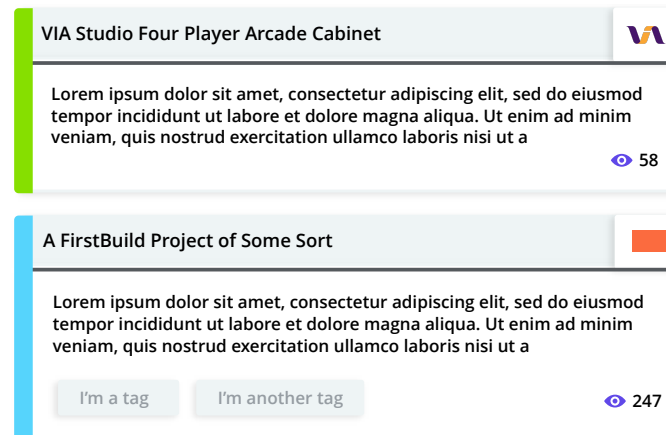 VIA Studio Four Player Arcade Cabinet
VIA
Lorem ipsum dolor sit amet, consectetur adipiscing elit, sed do eiusmod
tempor incididunt ut labore et dolore magna aliqua. Ut enim ad minim
veniam, quis nostrud exercitation ullamco laboris nisi ut a
58
A FirstBuild Project of Some Sort
Lorem ipsum dolor sit amet, consectetur adipiscing elit, sed do eiusmod
tempor incididunt ut labore et dolore magna aliqua. Ut enim ad minim
veniam, quis nostrud exercitation ullamco laboris nisi ut a
I’m a tag I’m another tag 247